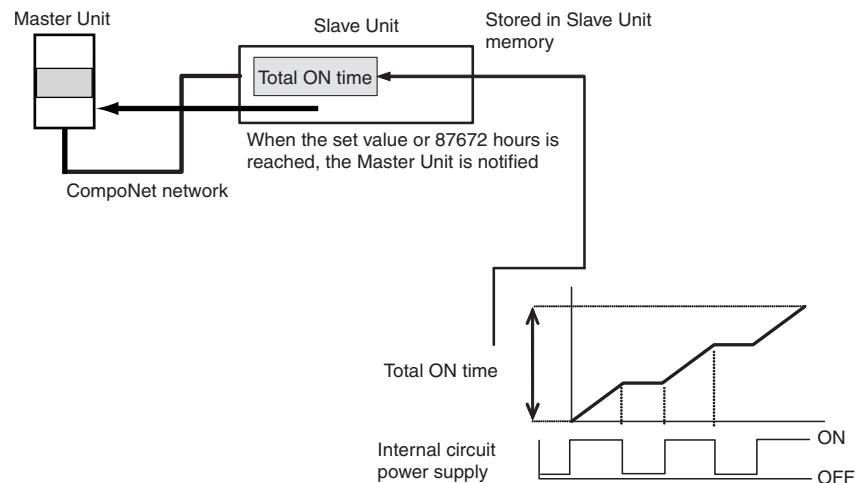 Master Unit
Slave Unit
Stored in Slave Unit
memory
Total ON time
When the set value or 87672 hours is
reached, the Master Unit is notified
CompoNet network
Total ON time
Internal circuit
power supply
ON
OFF